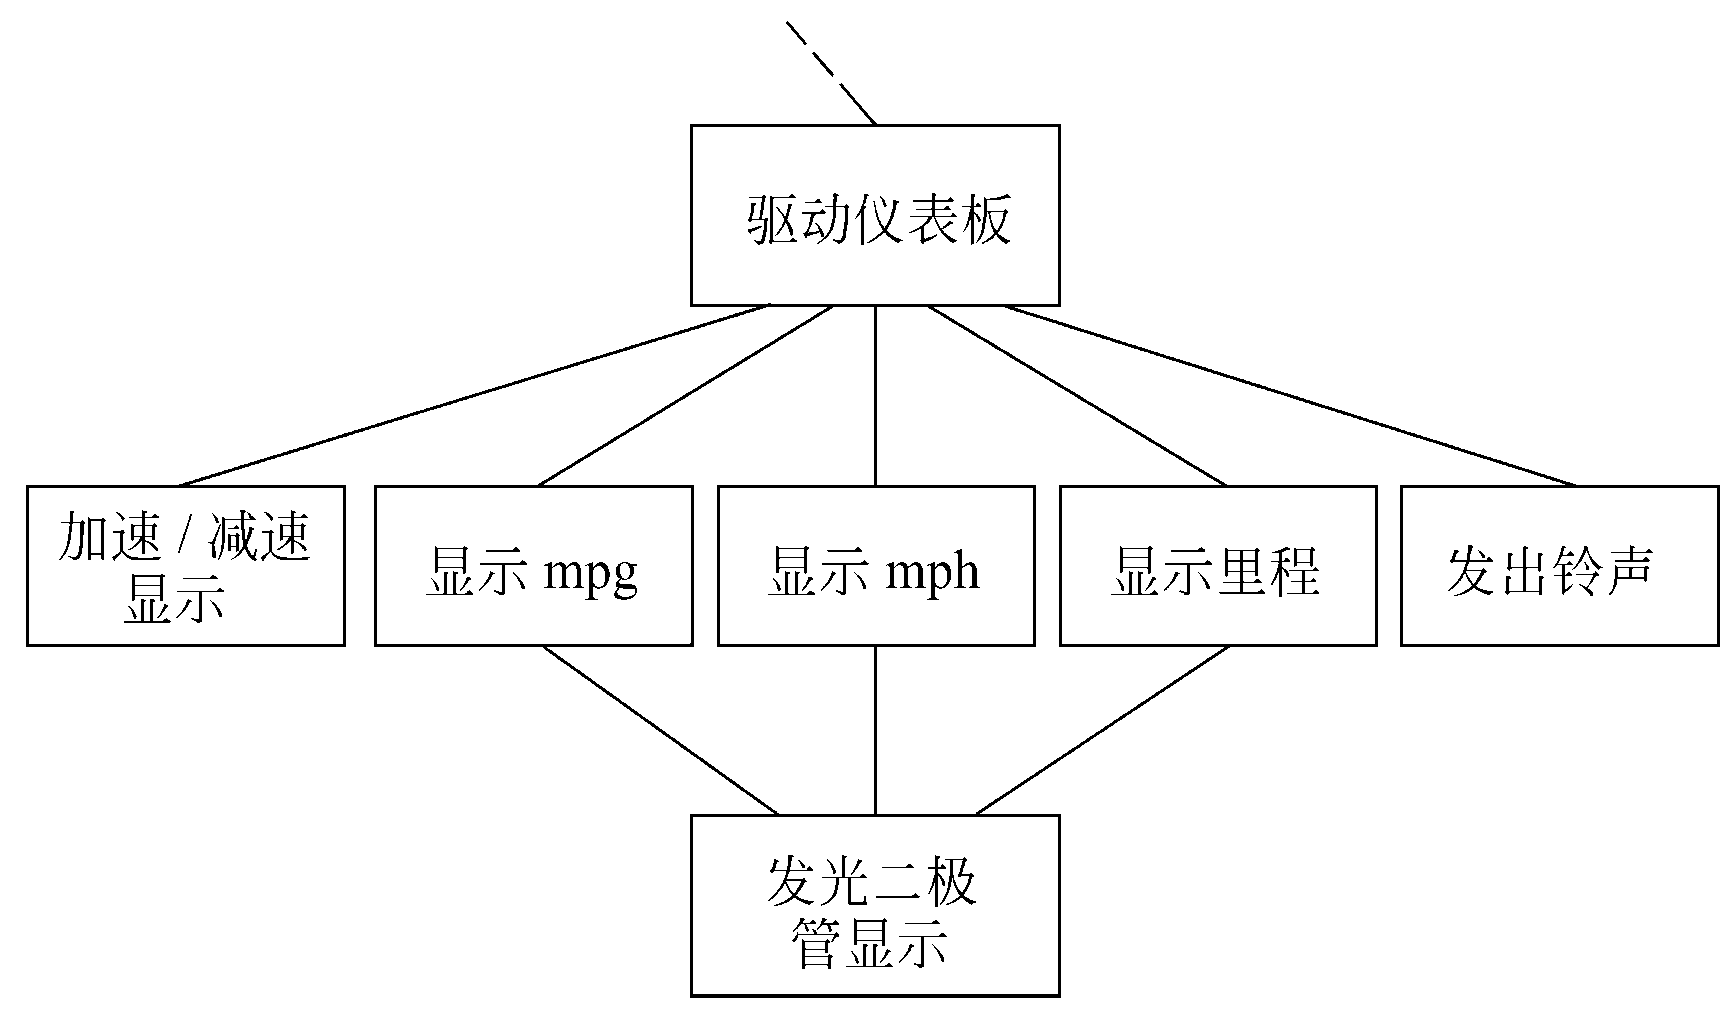 驱动仪表板
加速 / 减速
显示
显示 mpg
显示 mph
显示里程
发出铃声
发光二极
管显示